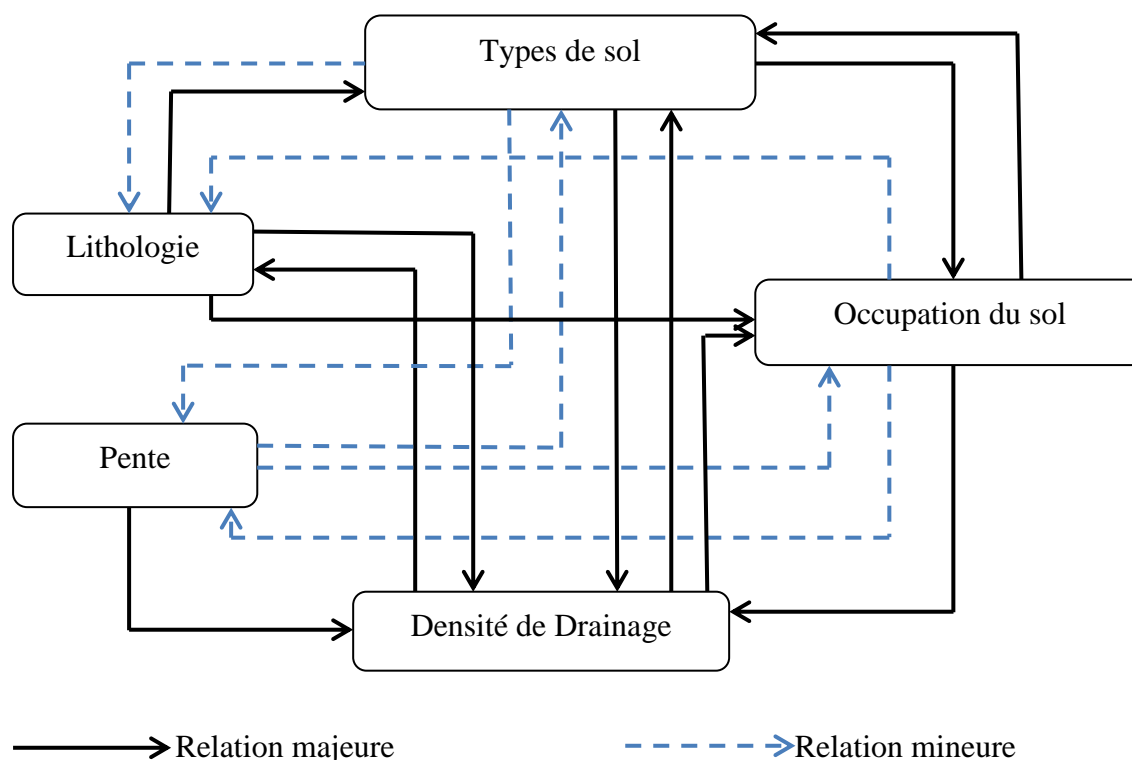 Types de sol
Lithologie
Occupation du sol
Pente
Densité de Drainage
Relation majeure
Relation mineure